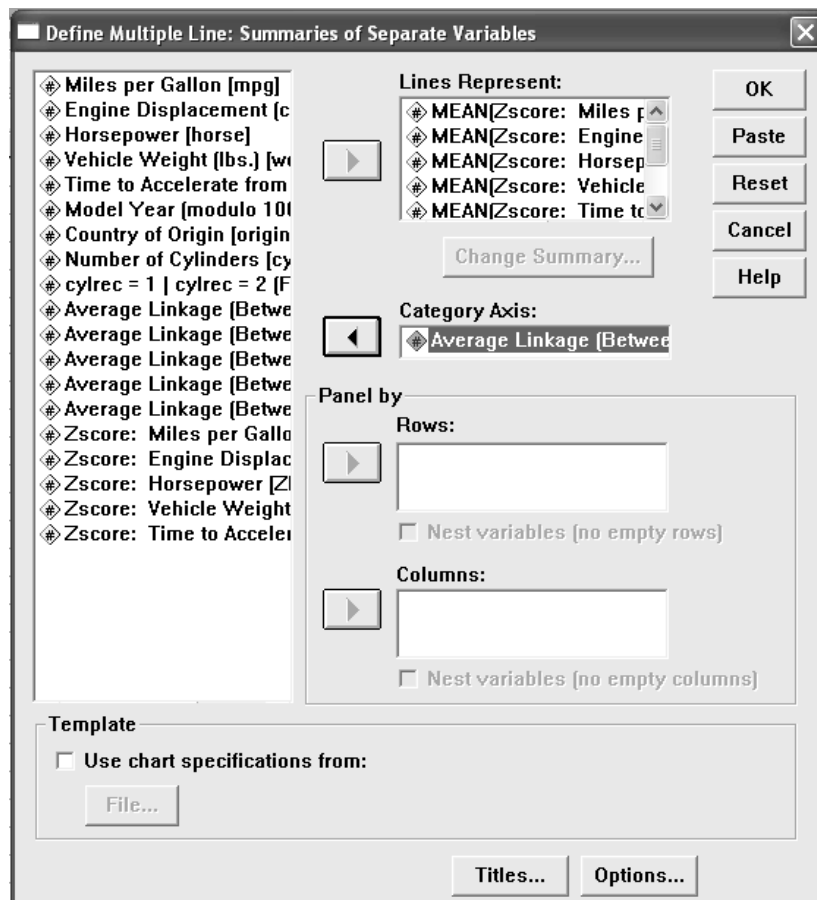 Define Multiple Line: Summaries of Separate Variables
Miles per Gallon [mpg]
Engine Displacement (c
Horsepower [horse]
Vehicle Weight (lbs.) [we
Time to Accelerate from
Model Year (modulo 100
Country of Origin [origin
Number of Cylinders [cy
cylrec = 1 | cylrec = 2 (F
Average Linkage (Betwe
Average Linkage (Betwe
Average Linkage (Betwe
Average Linkage (Betwe
Average Linkage (Betwe
Zscore: Miles per Gallo
Zscore: Engine Displac
Zscore: Horsepower [Z
Zscore: Vehicle Weight
Zscore: Time to Acceler
Lines Represent:
MEAN(Zscore: Miles p
MEAN(Zscore: Engine
MEAN(Zscore: Horsep
MEAN(Zscore: Vehicle
MEAN(Zscore: Time to
Change Summary...
Category Axis:
Average Linkage (Betwee
Panel by
Rows:
Nest variables (no empty rows)
Columns:
Nest variables (no empty columns)
OK
Paste
Reset
Cancel
Help
Template
Use chart specifications from:
File...
Titles...
Options...